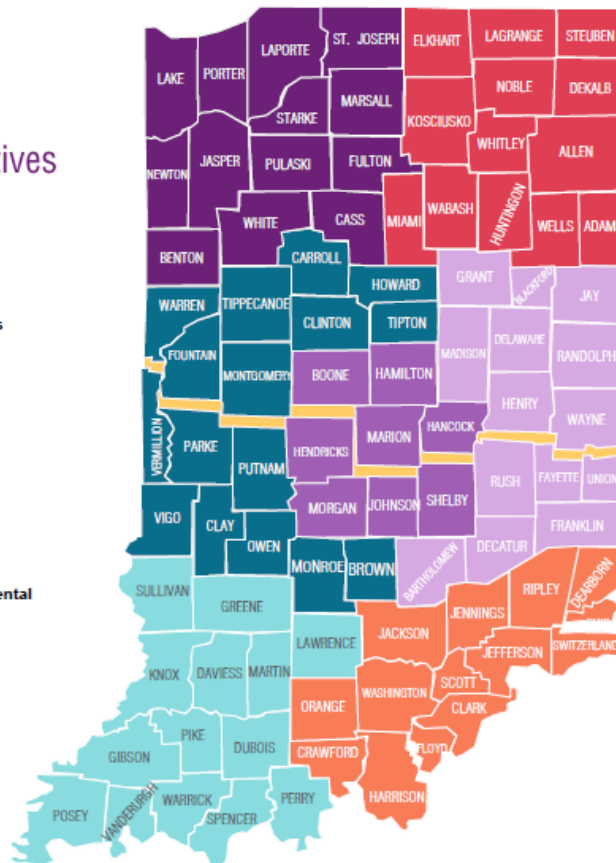 ST. JOSEPH
ELKHART
LAGRANGE
STEUBEN
LAPORTE
LAKE
PORTER
NOBLE
DEKALB
MARSALL
STARKE
KOSCIUSKO
WHITLEY
ALLEN
tives
JASPER
PULASKI
FULTON
NEWTON
MIAMI
WABASH
HUNTINGON
WELLS
ADAM
WHITE
CASS
BENTON
CARROLL
GRANT
BLACKFORD
JAY
HOWARD
WARREN
TIPPECANOE
CLINTON
TIPTON
s
MADISON
DELAWARE
RANDOLPH
FOUNTAIN
MONTGOMERY
BOONE
HAMILTON
HENRY
WAYNE
VERMILLION
PARKE
PUTNAM
HENDRICKS
MARION
HANCOCK
RUSH
FAYETTE
UNION
VIGO
CLAY
MORGAN
JOHNSON
SHELBY
FRANKLIN
OWEN
MONROE
BROWN
BARTHOLOMEW
DECATUR
ental
SULLIVAN
GREENE
RIPLEY
DEARBORN
JENNINGS
JACKSON
LAWRENCE
JEFFERSON
SWITZERLAND
KNOX
DAVIESS
MARTIN
SCOTT
WASHINGTON
ORANGE
CLARK
PIKE
DUBOIS
GIBSON
CRAWFORD
FLOYD
HARRISON
POSEY
VANDERURGH
WARRICK
SPENCER
PERRY